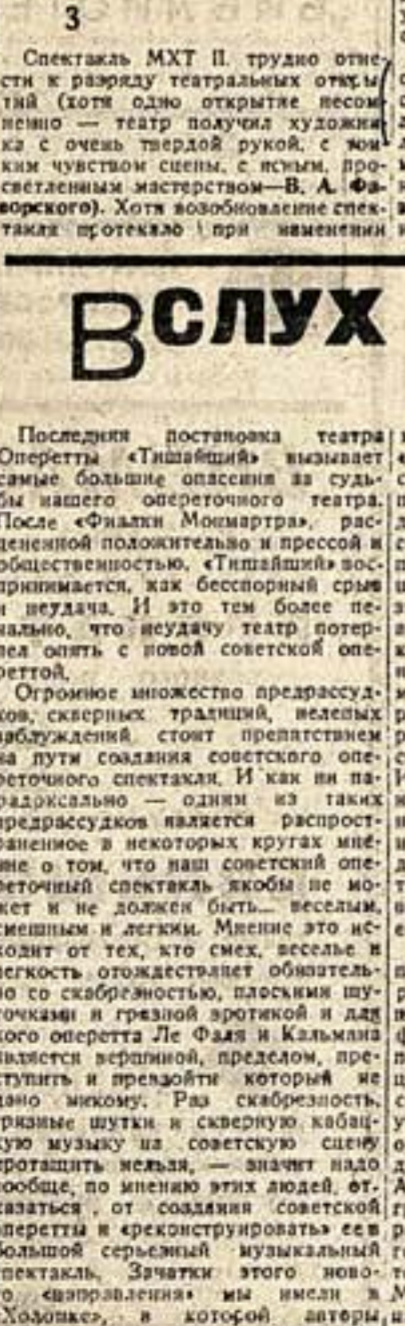 3
Спектакль МХТ II. трудно отне-
сти к разряду театральных откры-
тий (хотя одно открытие несом-
ненно — театр получил художни-
ка с очень твердой рукой, с
ким чувством сцены, с ясным, про-
светленным мастерством—В. А. Фа-
ворского). Хотя возобновление спек-
такля протекало при изменении
Вслух
Последняя постановка театра
Оперетты «Тишайший» вызывает
самые большие опасения за судь-
бы нашего опереточного театра.
После «Фиалки Монмартра», рас-
цененной положительно и прессой и
общественностью, «Тишайший» вос-
принимается, как бесспорный срыв
и неудача. И это тем более пе-
чально, что неудачу театр потер-
пел опять с новой советской опе-
реттой.
Огромное множество предрассуд-
ков, скверных традиций, нелепых
заблуждений стоит препятствием
на пути создания советского опе-
реточного спектакля. И как ни па-
радоксально — одним из таких
предрассудков является распрост-
раненное в некоторых кругах мне-
ние о том, что наш советский опе-
реточный спектакль якобы не мо-
жет и не должен быть... веселым,
смешным и легким. Мнение это ис-
ходит от тех, кто смех, веселье и
легкость отождествляет обязатель-
но со скабрезностью, плоскими шу-
точками и грязной эротикой и для
кого оперетта Ле Фаля и Кальмана
является вершиной, пределом, пре-
ступить и превзойти который не
дано никому. Раз скабрезность,
грязные шутки и скверную кабац-
кую музыку на советскую сцену
протащить нельзя, — значит надо
вообще, по мнению этих людей, от-
казаться от создания советской
оперетты и «реконструировать» ее в
большой серьезный музыкальный
спектакль. Зачатки этого ново-
го «направления» мы имели в
«Холопке», в которой авторы,